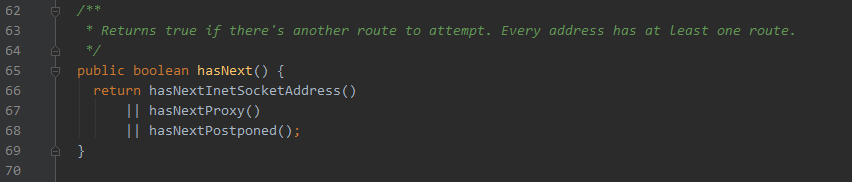 62 /**
63  * Returns true if there's another route to attempt. Every address has at least one route.
64  */
65 public boolean hasNext() {
66   return hasNextInetSocketAddress()
67       || hasNextProxy()
68       || hasNextPostponed();
69 }
70